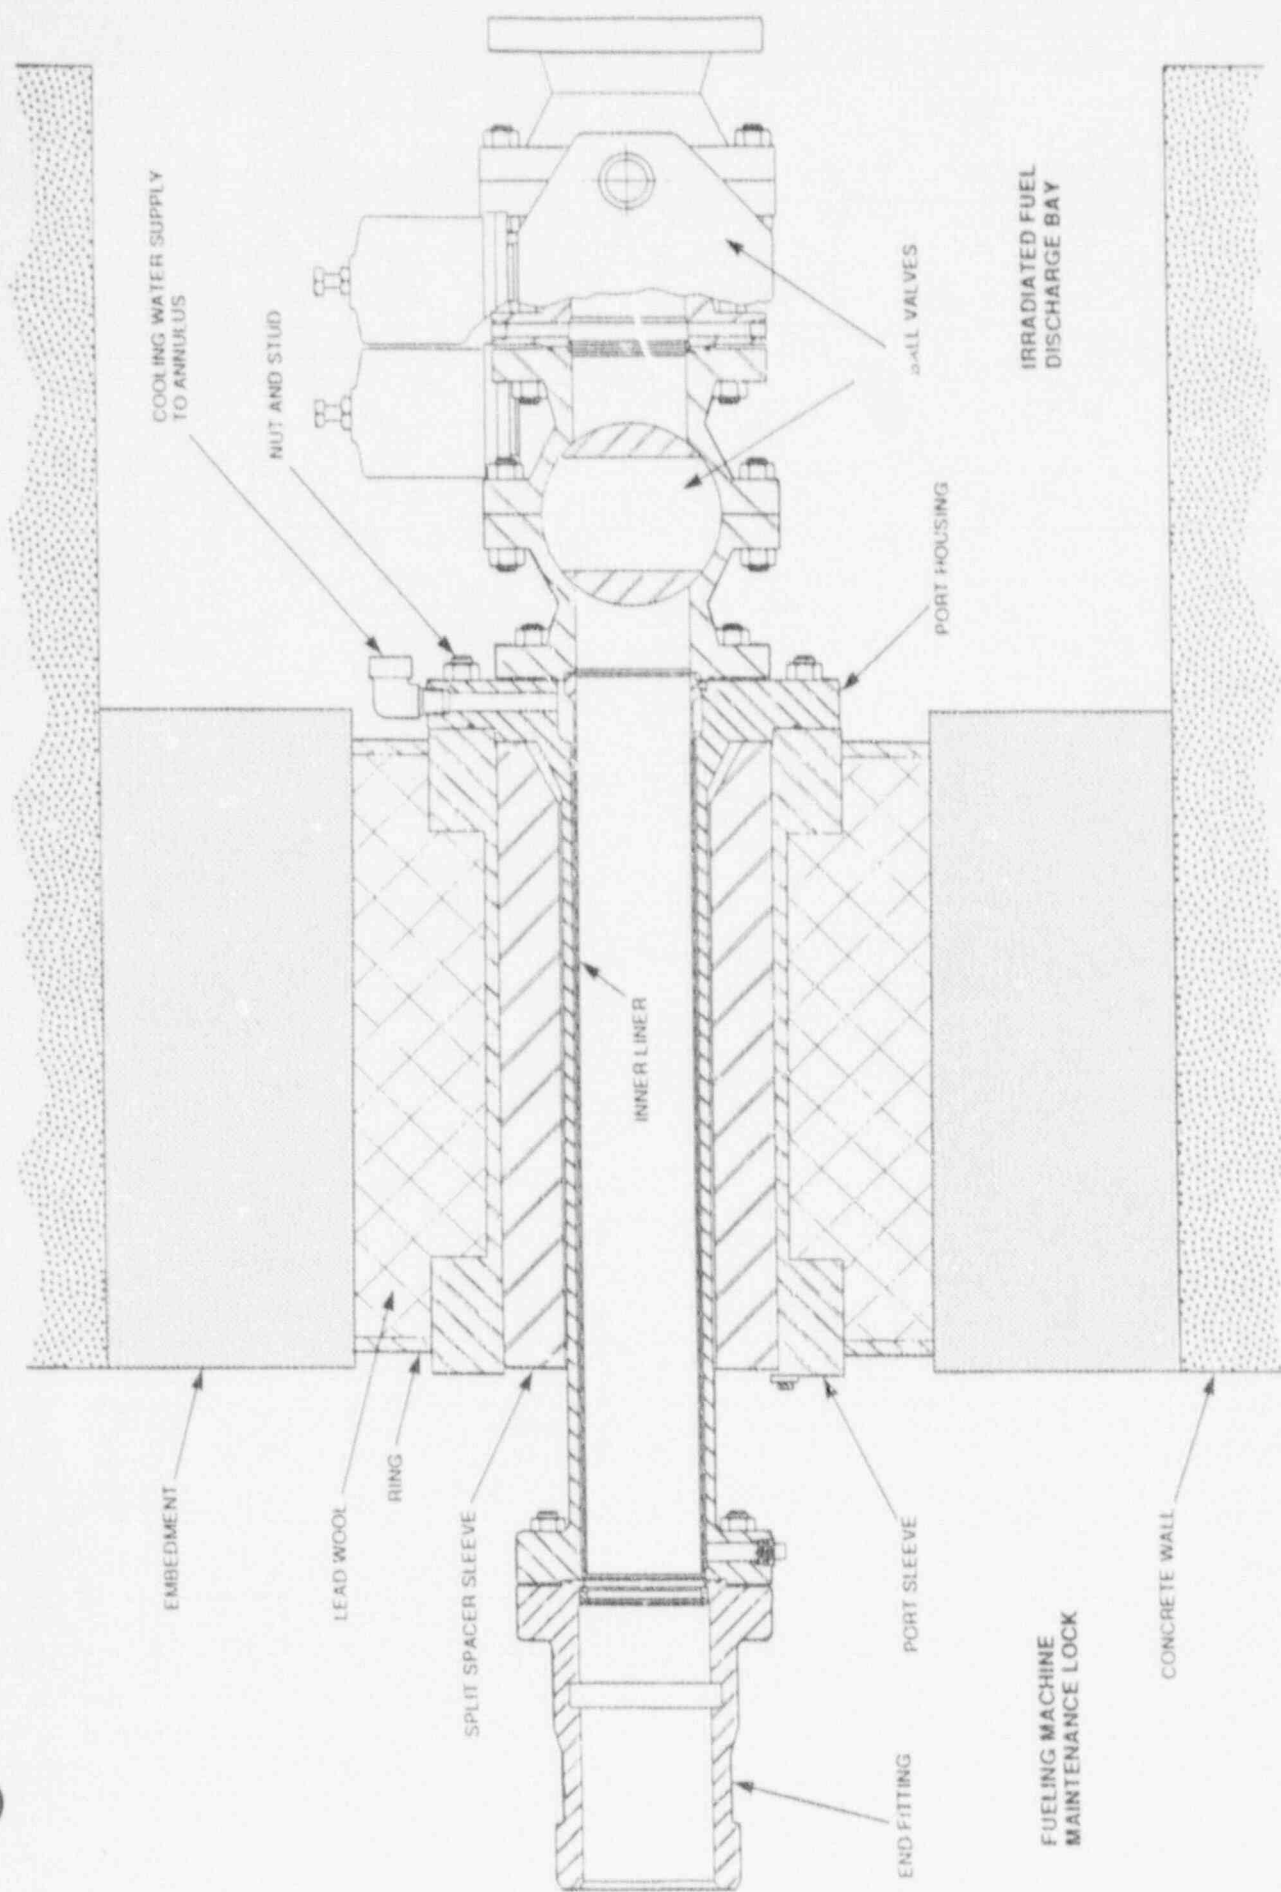 COOLING WATER SUPPLY
TO ANNULUS
NUT AND STUD
BALL VALVES
IRRADIATED FUEL
DISCHARGE BAY
PORT HOUSING
INNER LINER
EMBEDMENT
LEAD WOOL
RING
SPLIT SPACER SLEEVE
PORT SLEEVE
CONCRETE WALL
END FITTING
FUELING MACHINE
MAINTENANCE LOCK